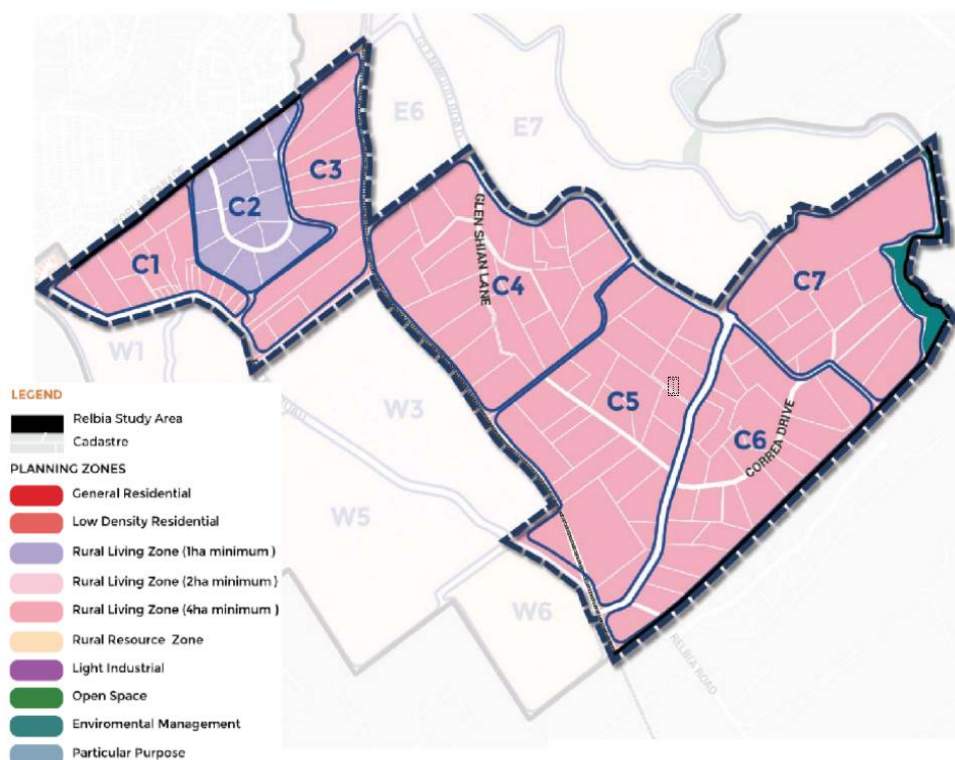 E6
E7
C3
C2
C1
GLEN SHIAN LANE
C4
C7
W1
W3
C5
C6
CORREA DRIVE
W5
W6
RELBIA ROAD
LEGEND
Relbia Study Area
Cadastre
PLANNING ZONES
General Residential
Low Density Residential
Rural Living Zone (1ha minimum )
Rural Living Zone (2ha minimum )
Rural Living Zone (4ha minimum )
Rural Resource Zone
Light Industrial
Open Space
Enviromental Management
Particular Purpose